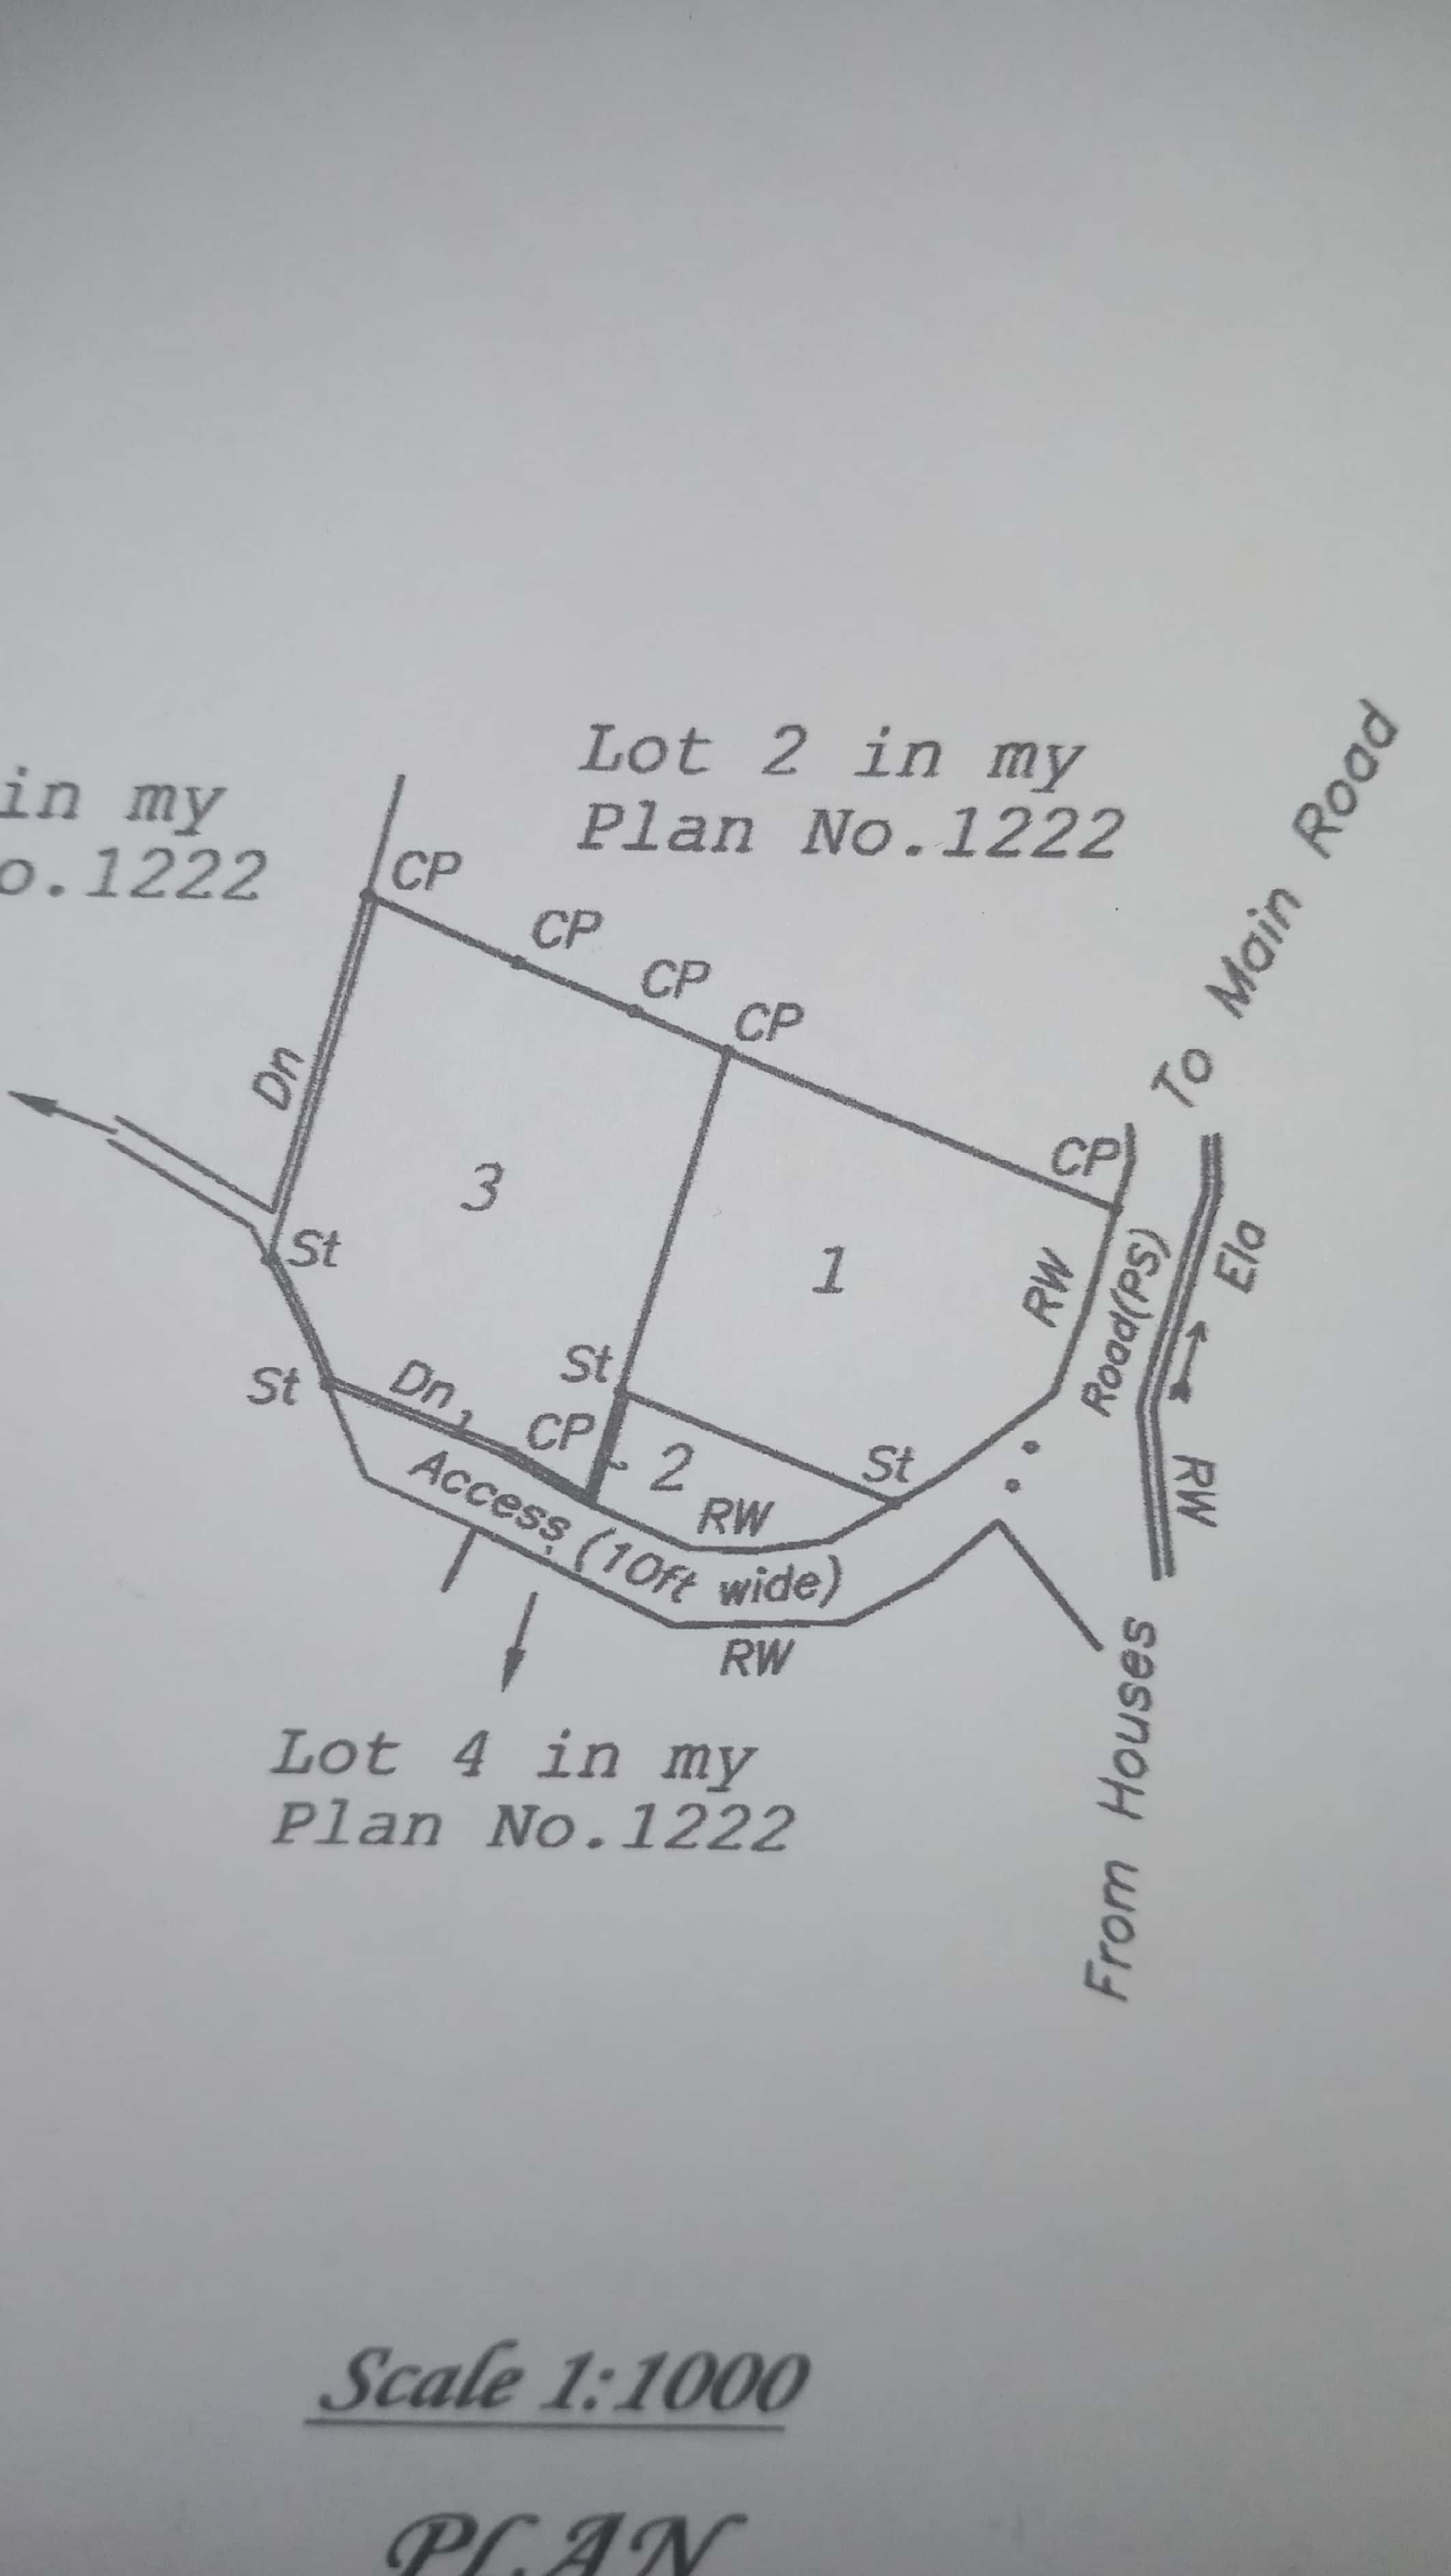 Lot 2 in my
Plan No.1222
in my
o.1222
To Main Road
CP
CP
CP
CP
CP
Dn
3
1
RW
Road(PS)
Ela
St
St
St
Dn
CP
2
St
RW
RW
Access (10ft wide)
RW
From Houses
Lot 4 in my
Plan No.1222
Scale 1:1000
PLAN